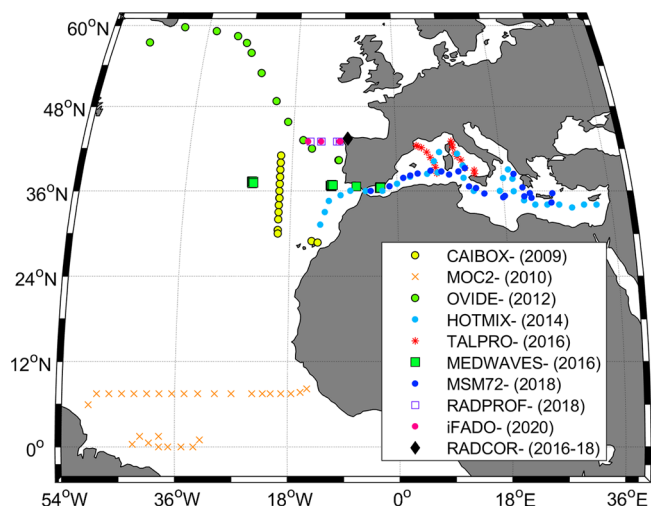 60°N
48°N
36°N
24°N
12°N
0°
54°W
36°W
18°W
0°
18°E
36°E
CAIBOX- (2009)
MOC2- (2010)
OVIDE- (2012)
HOTMIX- (2014)
TALPRO- (2016)
MEDWAVES- (2016)
MSM72- (2018)
RADPROF- (2018)
iFADO- (2020)
RADCOR- (2016-18)